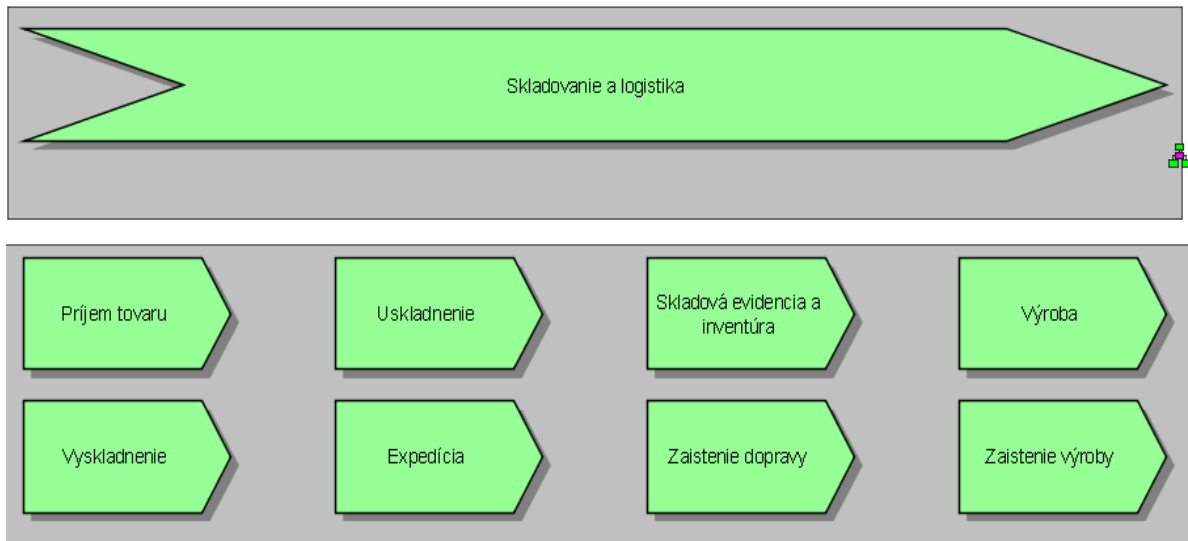 Skladovanie a logistika
Príjem tovaru
Uskladnenie
Skladová evidencia a
inventúra
Výroba
Vyskladnenie
Expedícia
Zaistenie dopravy
Zaistenie výroby